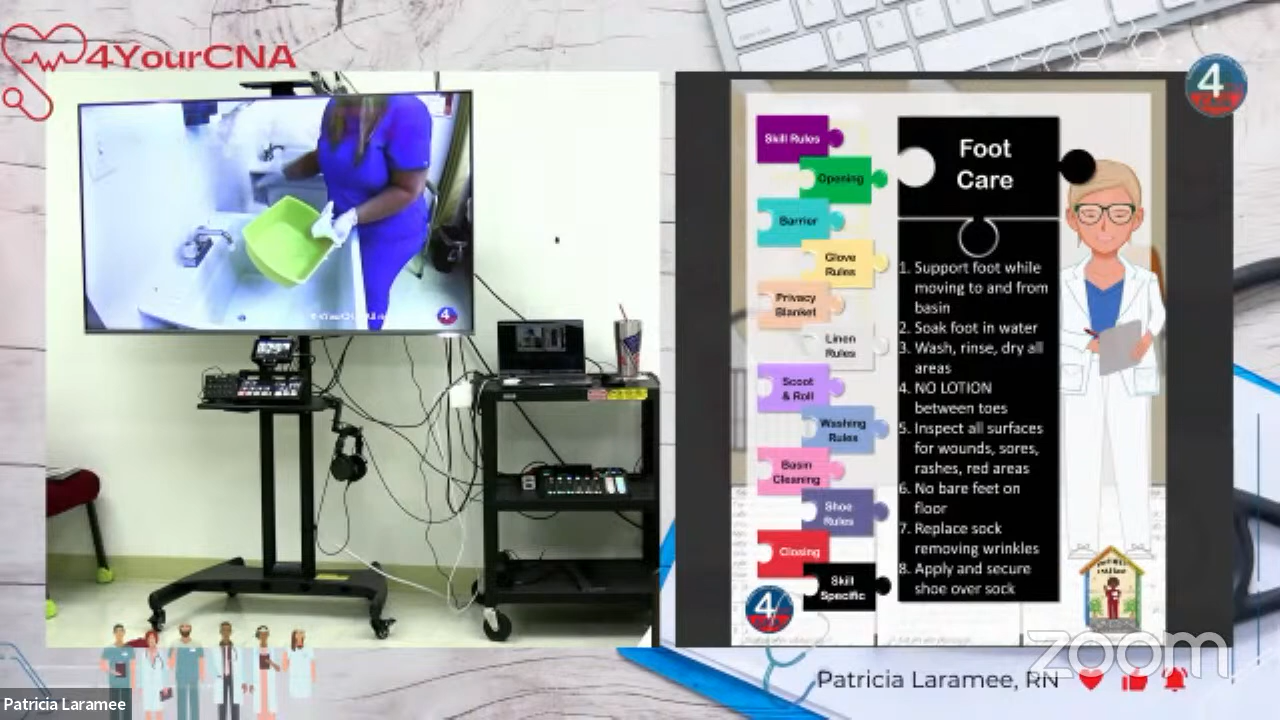 4YourCNA
4
4
Skill Rules
Opening
Barrier
Glove
Rules
Privacy
Blanket
Linen
Rules
Scoot
& Roll
Washing
Rules
Basin
Cleaning
Shoe
Rules
Closing
Skill
Specific
4
Foot
Care
1. Support foot while
moving to and from
basin
2. Soak foot in water
3. Wash, rinse, dry all
areas
4. NO LOTION
between toes
5. Inspect all surfaces
for wounds, sores,
rashes, red areas
6. No bare feet on
floor
7. Replace sock
removing wrinkles
8. Apply and secure
shoe over sock
zoom
Patricia Laramee, RN
Patricia Laramee